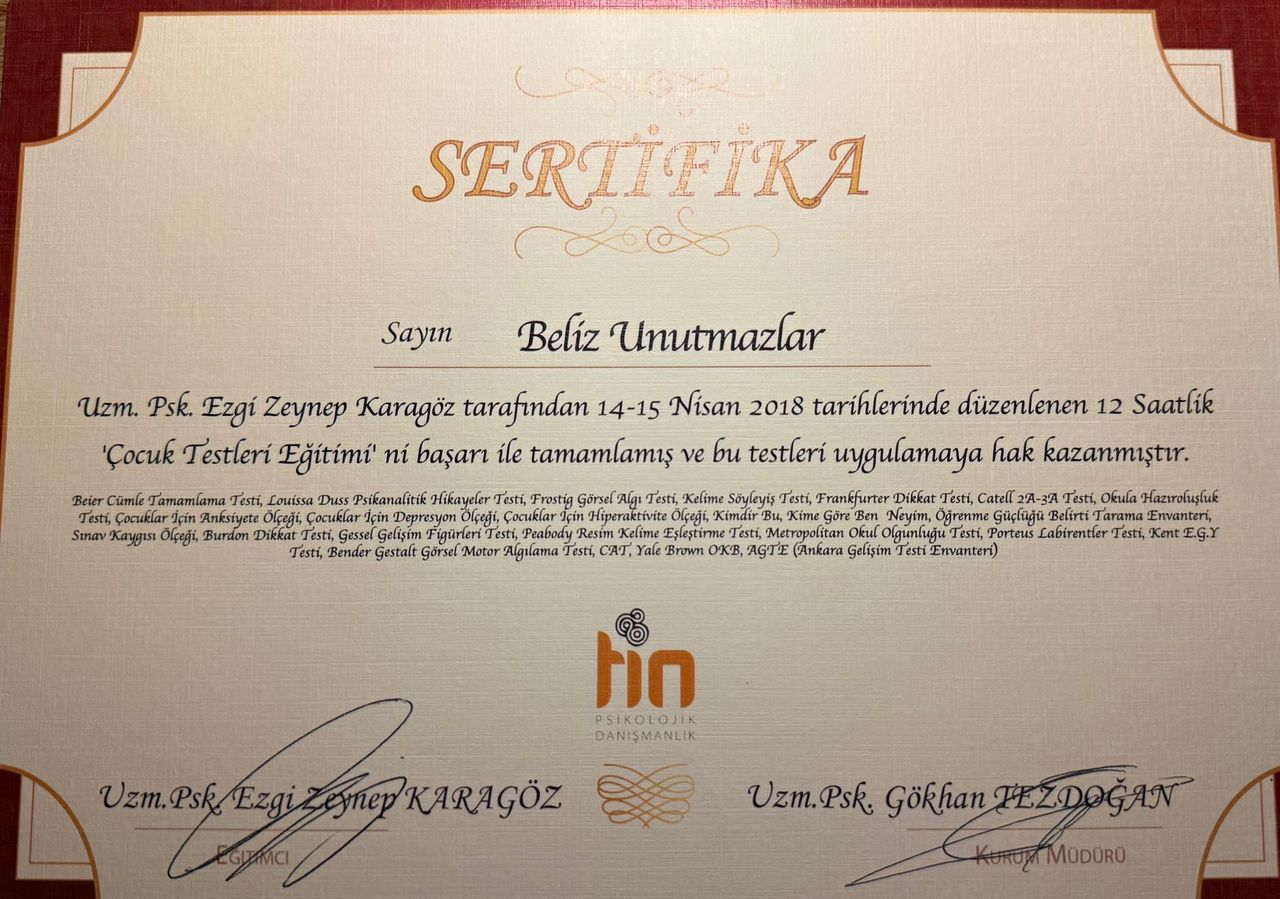 SERTİFİKA
Sayın Beliz Unutmazlar
Uzm. Psk. Ezgi Zeynep Karagöz tarafından 14-15 Nisan 2018 tarihlerinde düzenlenen 12 Saatlik
'Çocuk Testleri Eğitimi' ni başarı ile tamamlamış ve bu testleri uygulamaya hak kazanmıştır.
Beier Cümle Tamamlama Testi, Louissa Duss Psikanalitik Hikayeler Testi, Frostig Görsel Algı Testi, Kelime Söyleyiş Testi, Frankfurter Dikkat Testi, Catell 2A-3A Testi, Okula Hazıroluşluk
Testi, Çocuklar İçin Anksiyete Ölçeği, Çocuklar İçin Depresyon Ölçeği, Çocuklar İçin Hiperaktivite Ölçeği, Kimdir Bu, Kime Göre Ben Neyim, Öğrenme Güçlüğü Belirti Tarama Envanteri,
Sınav Kaygısı Ölçeği, Burdon Dikkat Testi, Gessel Gelişim Figürleri Testi, Peabody Resim Kelime Eşleştirme Testi, Metropolitan Okul Olgunluğu Testi, Porteus Labirentler Testi, Kent E.G.Y
Testi, Bender Gestalt Görsel Motor Algılama Testi, CAT, Yale Brown OKB, AGTE (Ankara Gelişim Testi Envanteri)
tin
PSİKOLOJİK
DANIŞMANLIK
Uzm.Psk. Ezgi Zeynep KARAGÖZ
EĞİTİMCİ
Uzm.Psk. Gökhan TEZDOĞAN
KURUM MÜDÜRÜ